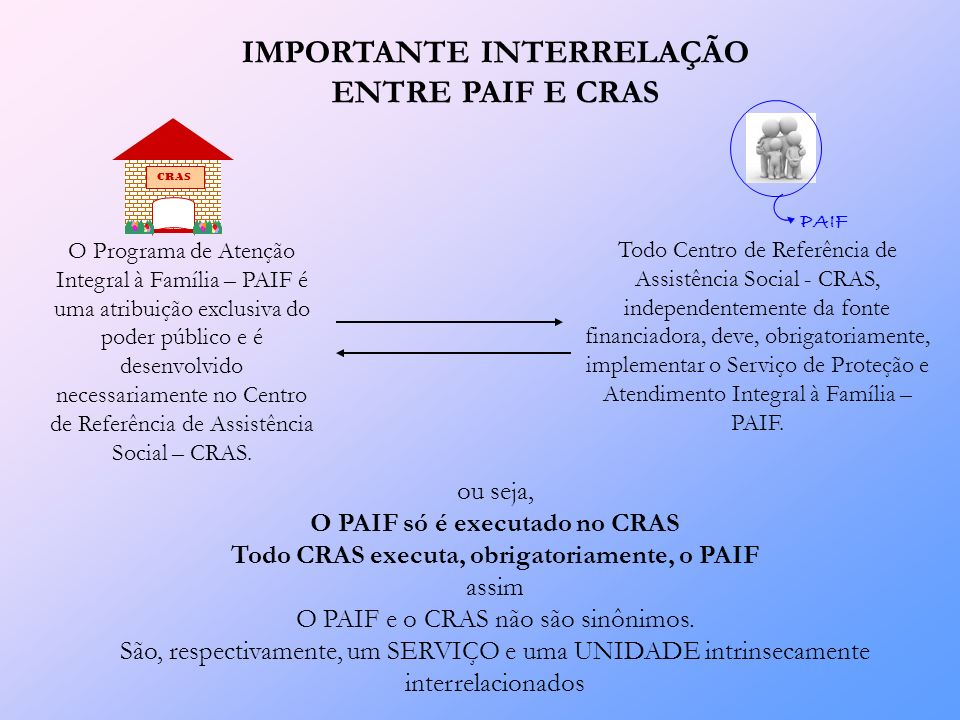 IMPORTANTE INTERRELAÇÃO
ENTRE PAIF E CRAS
CRAS
PAIF
O Programa de Atenção
Integral à Família – PAIF é
uma atribuição exclusiva do
poder público e é
desenvolvido
necessariamente no Centro
de Referência de Assistência
Social – CRAS.
Todo Centro de Referência de
Assistência Social - CRAS,
independentemente da fonte
financiadora, deve, obrigatoriamente,
implementar o Serviço de Proteção e
Atendimento Integral à Família –
PAIF.
ou seja,
O PAIF só é executado no CRAS
Todo CRAS executa, obrigatoriamente, o PAIF
assim
O PAIF e o CRAS não são sinônimos.
São, respectivamente, um SERVIÇO e uma UNIDADE intrinsecamente
interrelacionados